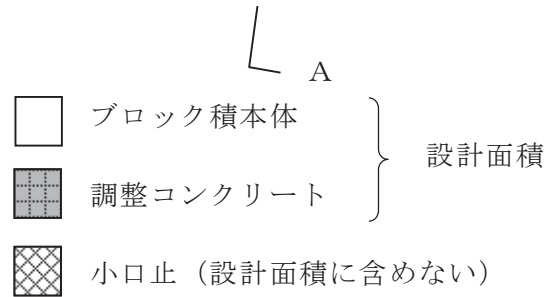 A
ブロック積本体
設計面積
調整コンクリート
小口止（設計面積に含めない）